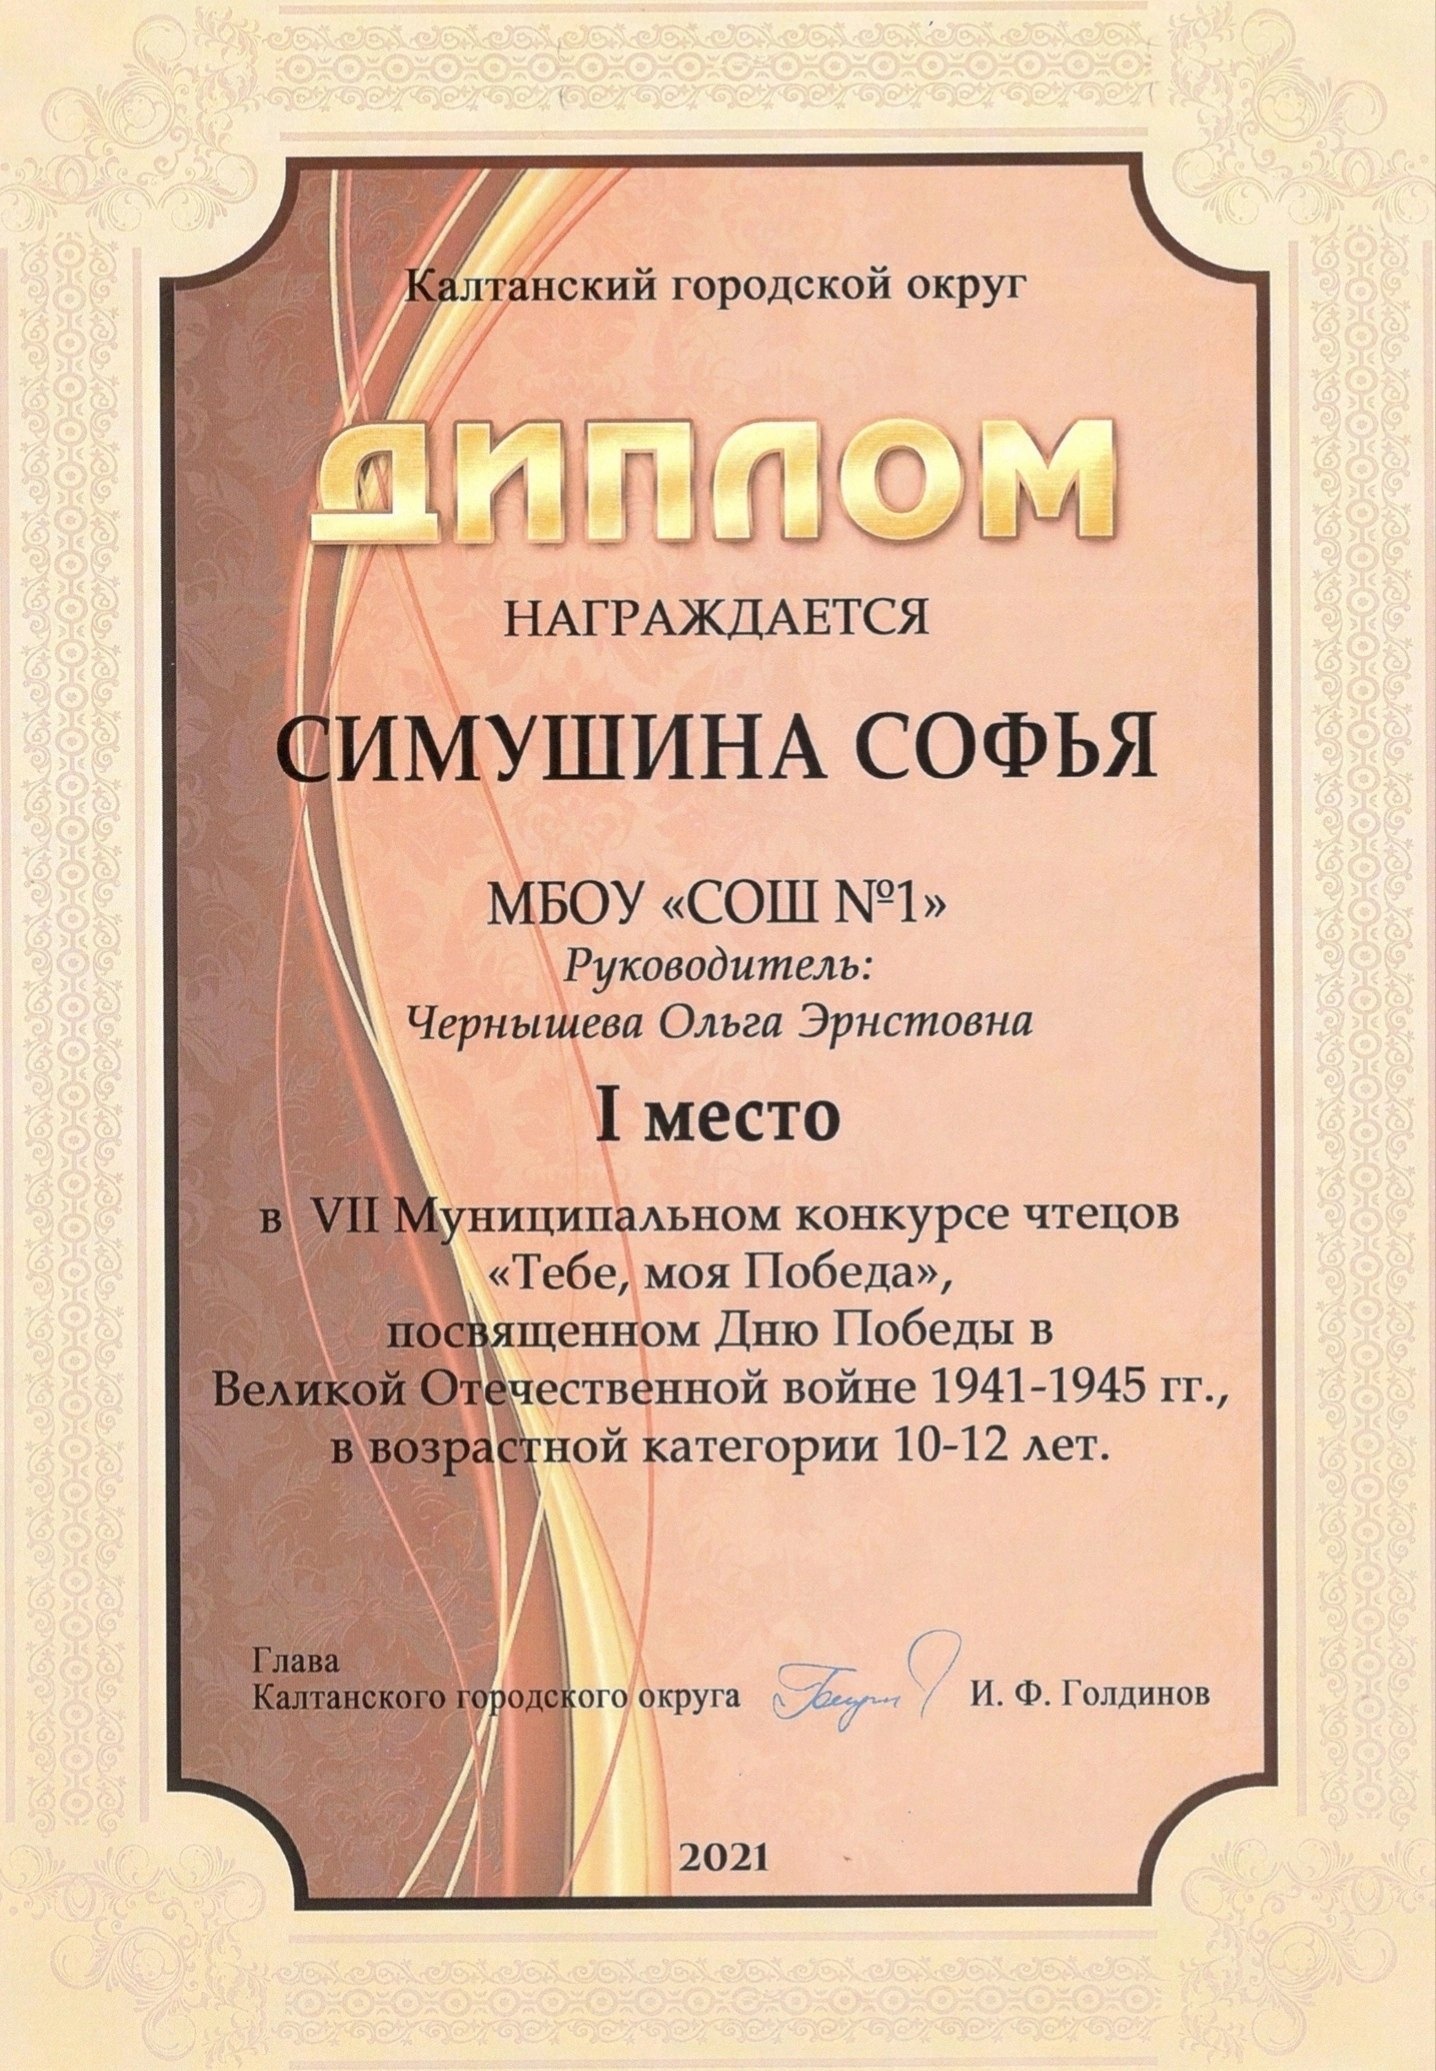 Калтанский городской округ
ДИПЛОМ
НАГРАЖДАЕТСЯ
СИМУШИНА СОФЬЯ
МБОУ «СОШ №1»
Руководитель:
Чернышева Ольга Эрнстовна
I место
в VII Муниципальном конкурсе чтецов
«Тебе, моя Победа»,
посвященном Дню Победы в
Великой Отечественной войне 1941-1945 гг.,
в возрастной категории 10-12 лет.
Глава
Калтанского городского округа И. Ф. Голдинов
2021